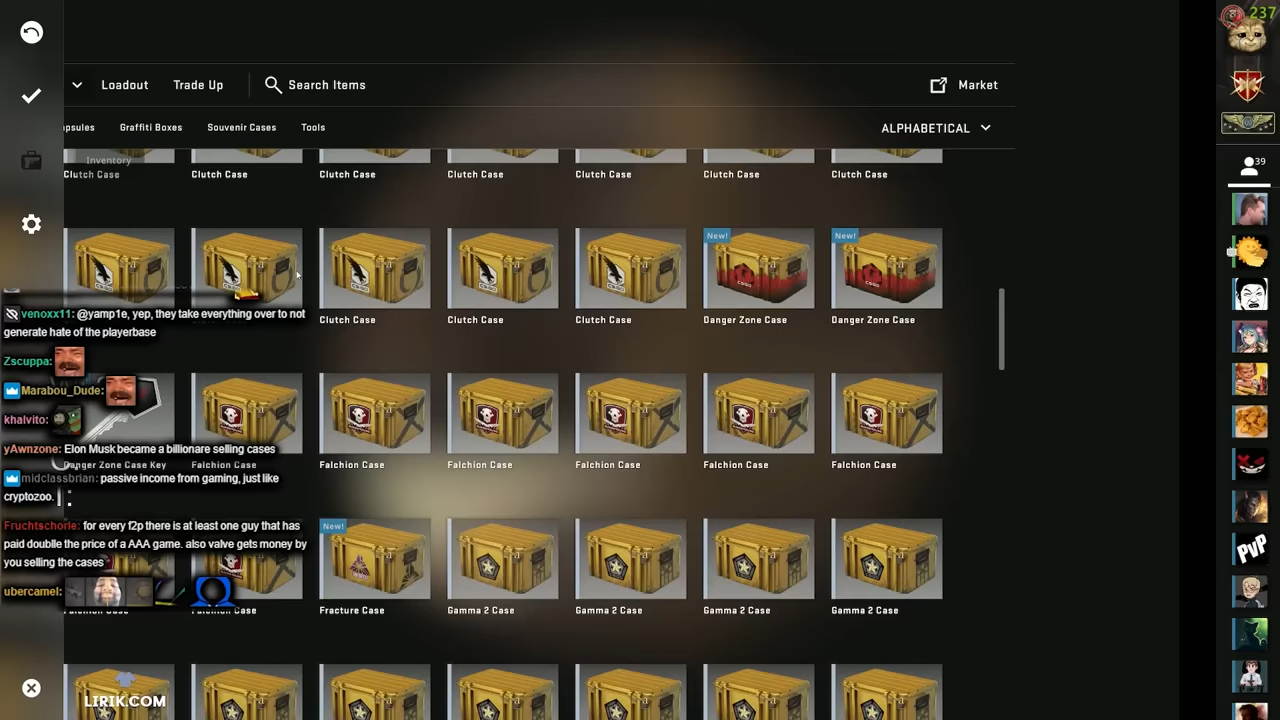 237
Loadout
Trade Up
Search Items
Market
Graffiti Boxes
Souvenir Cases
Tools
ALPHABETICAL
39
Inventory
Clutch Case
Clutch Case
Clutch Case
Clutch Case
Clutch Case
Clutch Case
Clutch Case
New!
New!
Clutch Case
Clutch Case
Clutch Case
Danger Zone Case
Danger Zone Case
venoxx11: @yamp1e, yep, they take everything over to not
generate hate of the playerbase
Zscuppa:
Marabou_Dude:
khalvito:
yAwnzone: Elon Musk became a billionare selling cases
Danger Zone Case Key
Falchion Case
Falchion Case
Falchion Case
Falchion Case
Falchion Case
Falchion Case
midclassbrian: passive income from gaming, just like
cryptozoo.
Fruchtschorle: for every f2p there is at least one guy that has
paid doublle the price of a AAA game. also valve gets money by
you selling the cases
ubercamel:
New!
Falchion Case
Falchion Case
Fracture Case
Gamma 2 Case
Gamma 2 Case
Gamma 2 Case
Gamma 2 Case
PvP
LIRIK.COM